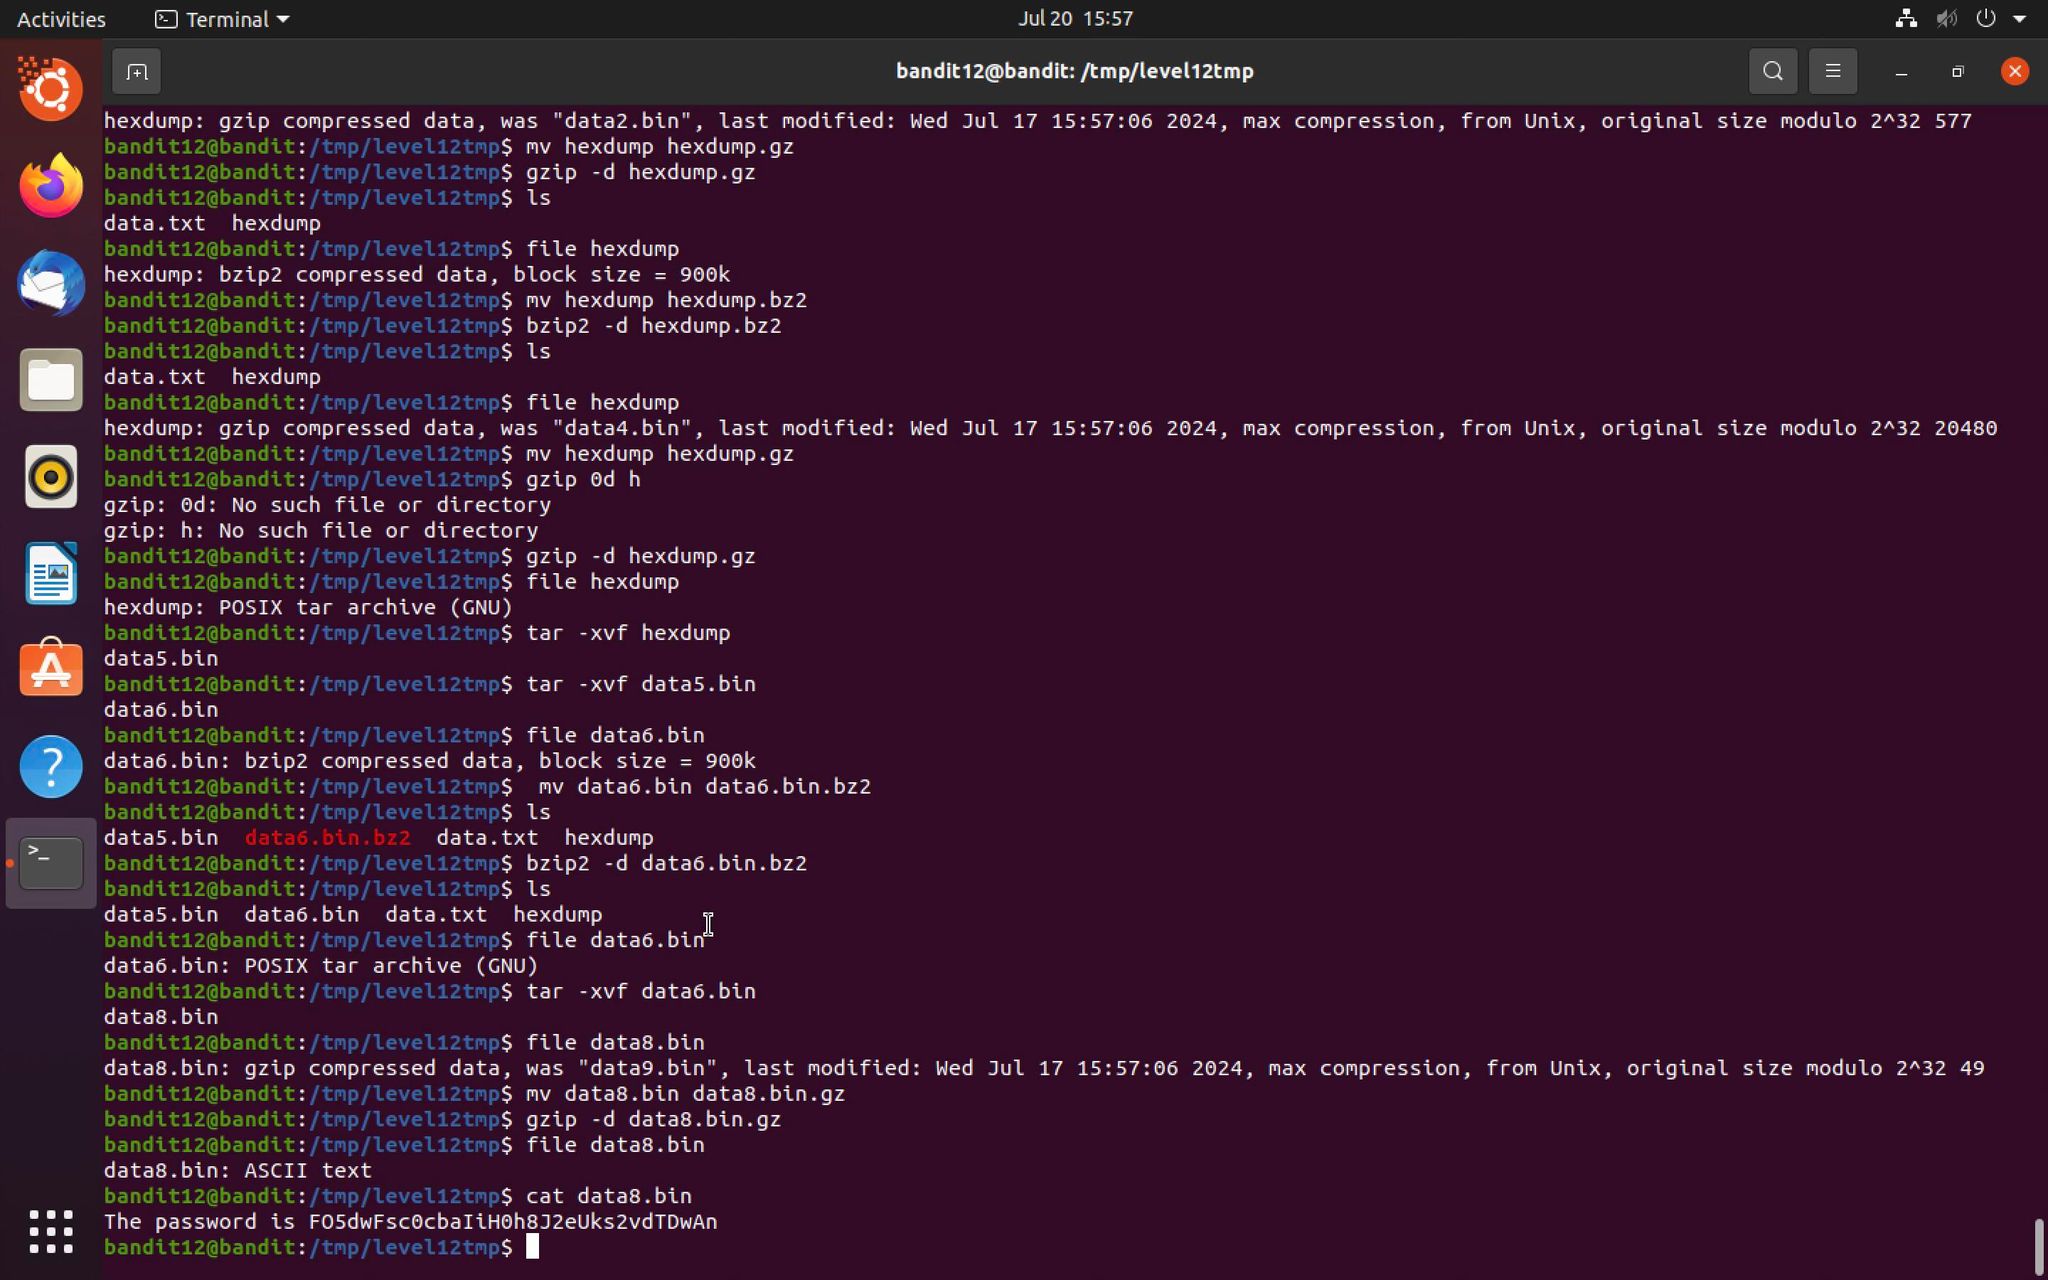 Activities
Terminal
Jul 20 15:57
bandit12@bandit: /tmp/level12tmp
hexdump: gzip compressed data, was "data2.bin", last modified: Wed Jul 17 15:57:06 2024, max compression, from Unix, original size modulo 2^32 577
bandit12@bandit:/tmp/level12tmp$ mv hexdump hexdump.gz
bandit12@bandit:/tmp/level12tmp$ gzip -d hexdump.gz
bandit12@bandit:/tmp/level12tmp$ ls
data.txt  hexdump
bandit12@bandit:/tmp/level12tmp$ file hexdump
hexdump: bzip2 compressed data, block size = 900k
bandit12@bandit:/tmp/level12tmp$ mv hexdump hexdump.bz2
bandit12@bandit:/tmp/level12tmp$ bzip2 -d hexdump.bz2
bandit12@bandit:/tmp/level12tmp$ ls
data.txt  hexdump
bandit12@bandit:/tmp/level12tmp$ file hexdump
hexdump: gzip compressed data, was "data4.bin", last modified: Wed Jul 17 15:57:06 2024, max compression, from Unix, original size modulo 2^32 20480
bandit12@bandit:/tmp/level12tmp$ mv hexdump hexdump.gz
bandit12@bandit:/tmp/level12tmp$ gzip 0d h
gzip: 0d: No such file or directory
gzip: h: No such file or directory
bandit12@bandit:/tmp/level12tmp$ gzip -d hexdump.gz
bandit12@bandit:/tmp/level12tmp$ file hexdump
hexdump: POSIX tar archive (GNU)
bandit12@bandit:/tmp/level12tmp$ tar -xvf hexdump
data5.bin
bandit12@bandit:/tmp/level12tmp$ tar -xvf data5.bin
data6.bin
bandit12@bandit:/tmp/level12tmp$ file data6.bin
data6.bin: bzip2 compressed data, block size = 900k
bandit12@bandit:/tmp/level12tmp$  mv data6.bin data6.bin.bz2
bandit12@bandit:/tmp/level12tmp$ ls
data5.bin  data6.bin.bz2  data.txt  hexdump
bandit12@bandit:/tmp/level12tmp$ bzip2 -d data6.bin.bz2
bandit12@bandit:/tmp/level12tmp$ ls
data5.bin  data6.bin  data.txt  hexdump
bandit12@bandit:/tmp/level12tmp$ file data6.bin
data6.bin: POSIX tar archive (GNU)
bandit12@bandit:/tmp/level12tmp$ tar -xvf data6.bin
data8.bin
bandit12@bandit:/tmp/level12tmp$ file data8.bin
data8.bin: gzip compressed data, was "data9.bin", last modified: Wed Jul 17 15:57:06 2024, max compression, from Unix, original size modulo 2^32 49
bandit12@bandit:/tmp/level12tmp$ mv data8.bin data8.bin.gz
bandit12@bandit:/tmp/level12tmp$ gzip -d data8.bin.gz
bandit12@bandit:/tmp/level12tmp$ file data8.bin
data8.bin: ASCII text
bandit12@bandit:/tmp/level12tmp$ cat data8.bin
The password is FO5dwFsc0cbaIiH0h8J2eUks2vdTDwAn
bandit12@bandit:/tmp/level12tmp$